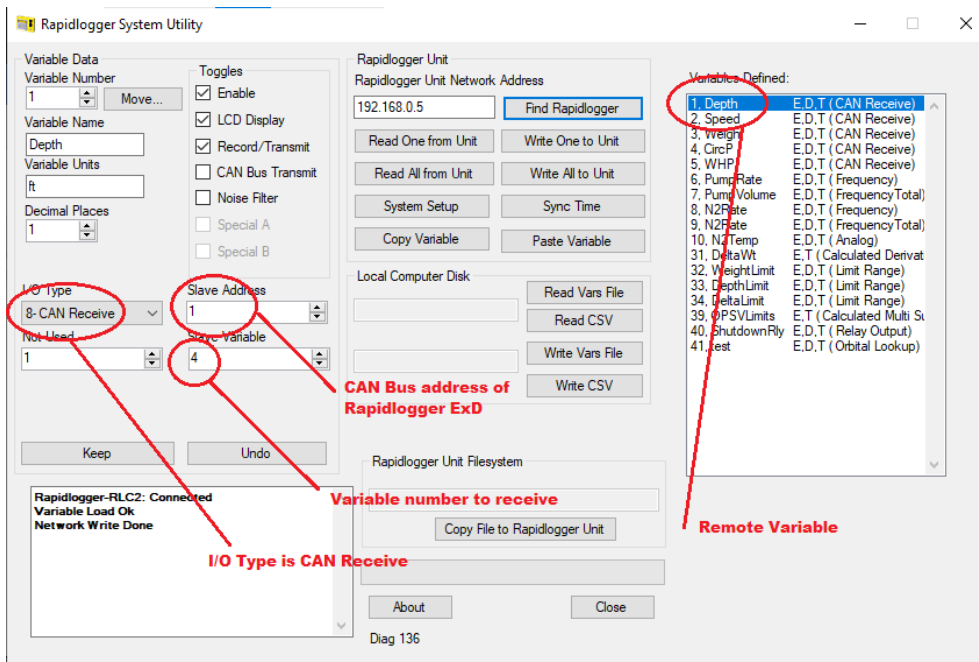 Rapidlogger System Utility
Variable Data
Variable Number
1
Move...
Variable Name
Depth
Variable Units
ft
Decimal Places
1
Toggles
Enable
LCD Display
Record/Transmit
CAN Bus Transmit
Noise Filter
Special A
Special B
I/O Type
8- CAN Receive
Slave Address
1
Not Used
1
Slave Variable
4
Keep
Undo
Rapidlogger-RLC2: Connected
Variable Load Ok
Network Write Done
Rapidlogger Unit
Rapidlogger Unit Network Address
192.168.0.5
Find Rapidlogger
Read One from Unit
Write One to Unit
Read All from Unit
Write All to Unit
System Setup
Sync Time
Copy Variable
Paste Variable
Local Computer Disk
Read Vars File
Read CSV
Write Vars File
Write CSV
Rapidlogger Unit Filesystem
Copy File to Rapidlogger Unit
About
Close
Diag 136
Variables Defined:
1, Depth E,D,T ( CAN Receive)
2, Speed E,D,T ( CAN Receive)
3, Weight E,D,T ( CAN Receive)
4, CircP E,D,T ( CAN Receive)
5, WHP E,D,T ( CAN Receive)
6, PumpRate E,D,T ( Frequency)
7, PumpVolume E,D,T ( FrequencyTotal)
8, N2Rate E,D,T ( Frequency)
9, N2Rate E,D,T ( FrequencyTotal)
10, N2Temp E,D,T ( Analog)
31, DeltaWt E,T ( Calculated Derivat
32, WeightLimit E,D,T ( Limit Range)
33, DepthLimit E,D,T ( Limit Range)
34, DeltaLimit E,D,T ( Limit Range)
39, OPSVLimits E,T ( Calculated Multi Su
40, ShutdownRly E,D,T ( Relay Output)
41, test E,D,T ( Orbital Lookup)
CAN Bus address of
Rapidlogger ExD
Variable number to receive
I/O Type is CAN Receive
Remote Variable